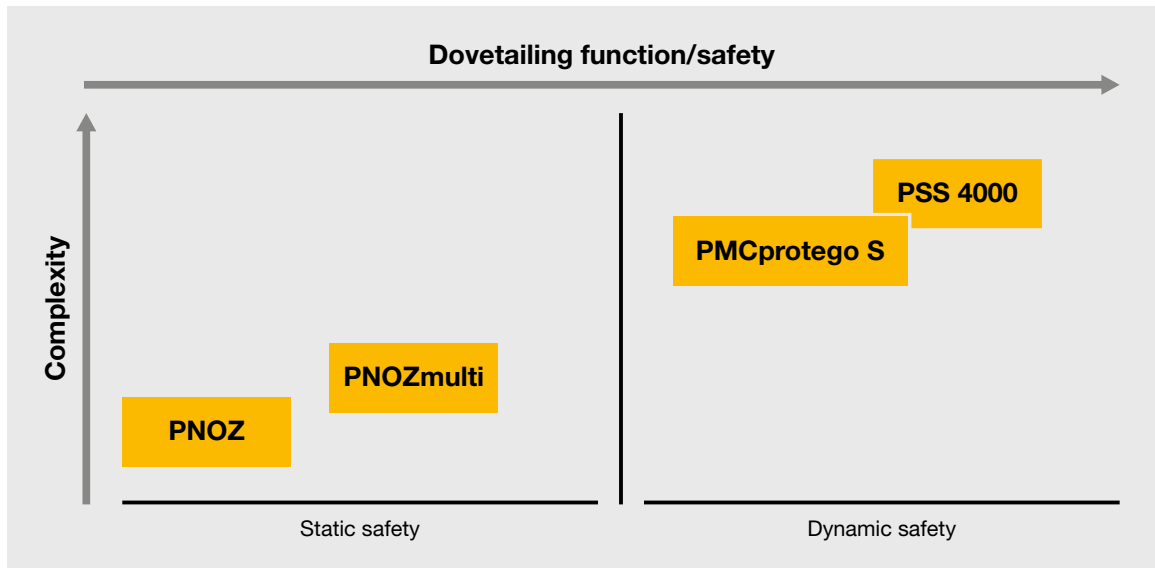 Dovetailing function/safety
Complexity
PSS 4000
PMCprotego S
PNOZmulti
PNOZ
Static safety
Dynamic safety